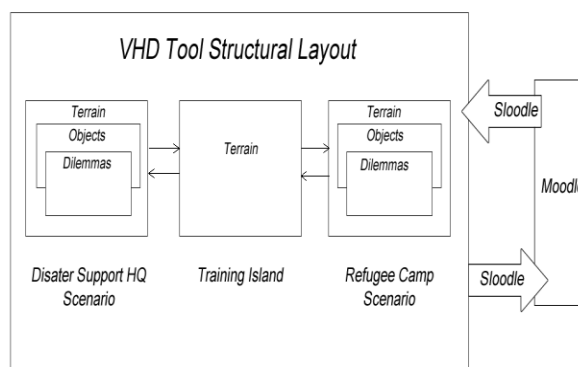 VHD Tool Structural Layout
Terrain
Objects
Dilemmas
Terrain
Terrain
Objects
Dilemmas
Disater Support HQ
Scenario
Training Island
Refugee Camp
Scenario
Sloodle
Moodle
Sloodle